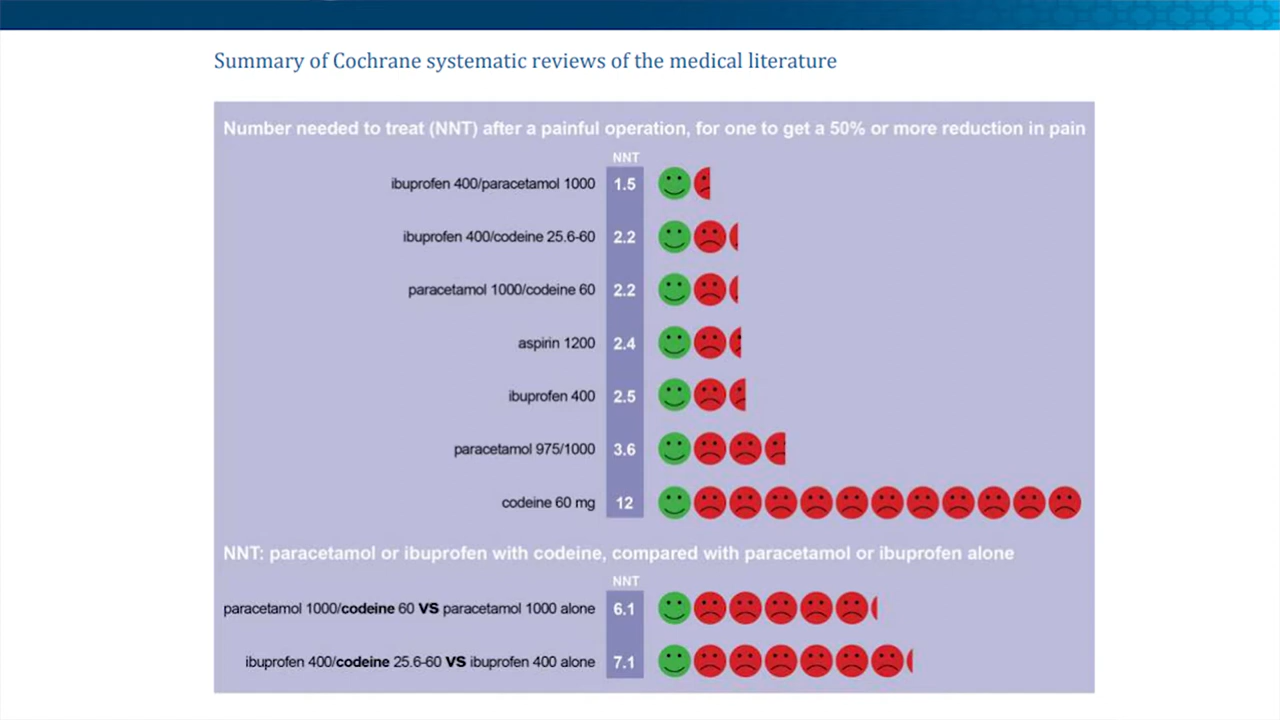 Summary of Cochrane systematic reviews of the medical literature
Number needed to treat (NNT) after a painful operation, for one to get a 50% or more reduction in pain
NNT
ibuprofen 400/paracetamol 1000 1.5
ibuprofen 400/codeine 25.6-60 2.2
paracetamol 1000/codeine 60 2.2
aspirin 1200 2.4
ibuprofen 400 2.5
paracetamol 975/1000 3.6
codeine 60 mg 12
NNT: paracetamol or ibuprofen with codeine, compared with paracetamol or ibuprofen alone
NNT
paracetamol 1000/codeine 60 VS paracetamol 1000 alone 6.1
ibuprofen 400/codeine 25.6-60 VS ibuprofen 400 alone 7.1